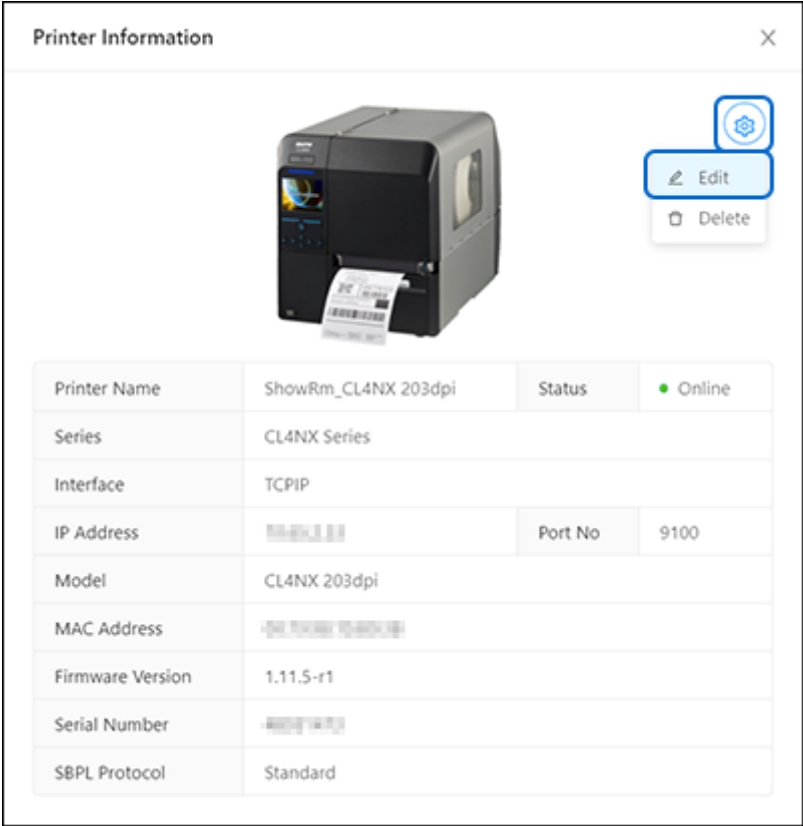 Printer Information
Edit
Delete
Printer Name ShowRm_CL4NX 203dpi Status Online
Series CL4NX Series
Interface TCPIP
IP Address Port No 9100
Model CL4NX 203dpi
MAC Address
Firmware Version 1.11.5-r1
Serial Number
SBPL Protocol Standard